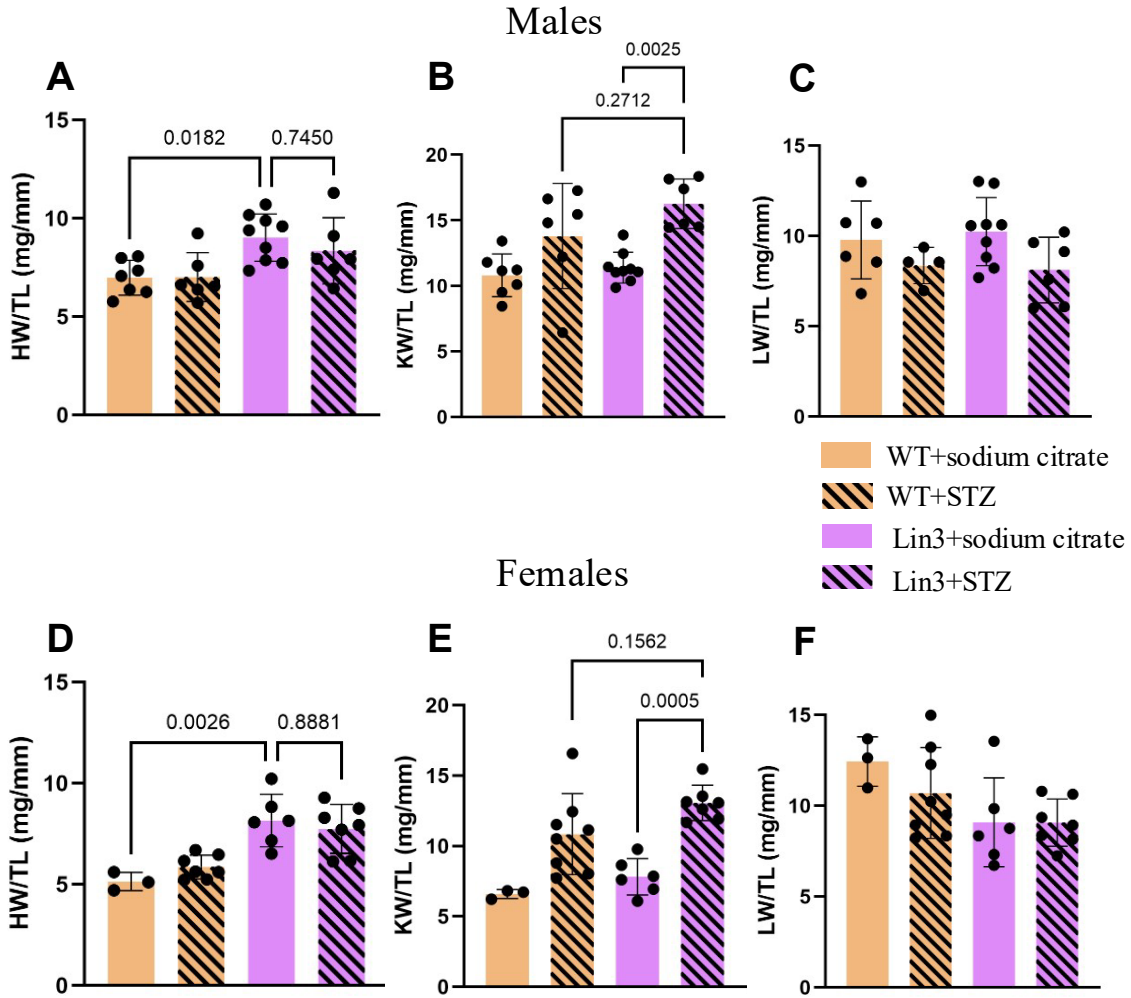 Males
A
B
C
0.0025
0.2712
0.0182
0.7450
HW/TL (mg/mm)
15
10
5
0
KW/TL (mg/mm)
20
15
10
5
0
LW/TL (mg/mm)
15
10
5
0
WT+sodium citrate
WT+STZ
Lin3+sodium citrate
Lin3+STZ
Females
D
E
F
0.0026
0.8881
0.1562
0.0005
HW/TL (mg/mm)
15
10
5
0
KW/TL (mg/mm)
20
15
10
5
0
LW/TL (mg/mm)
15
10
5
0